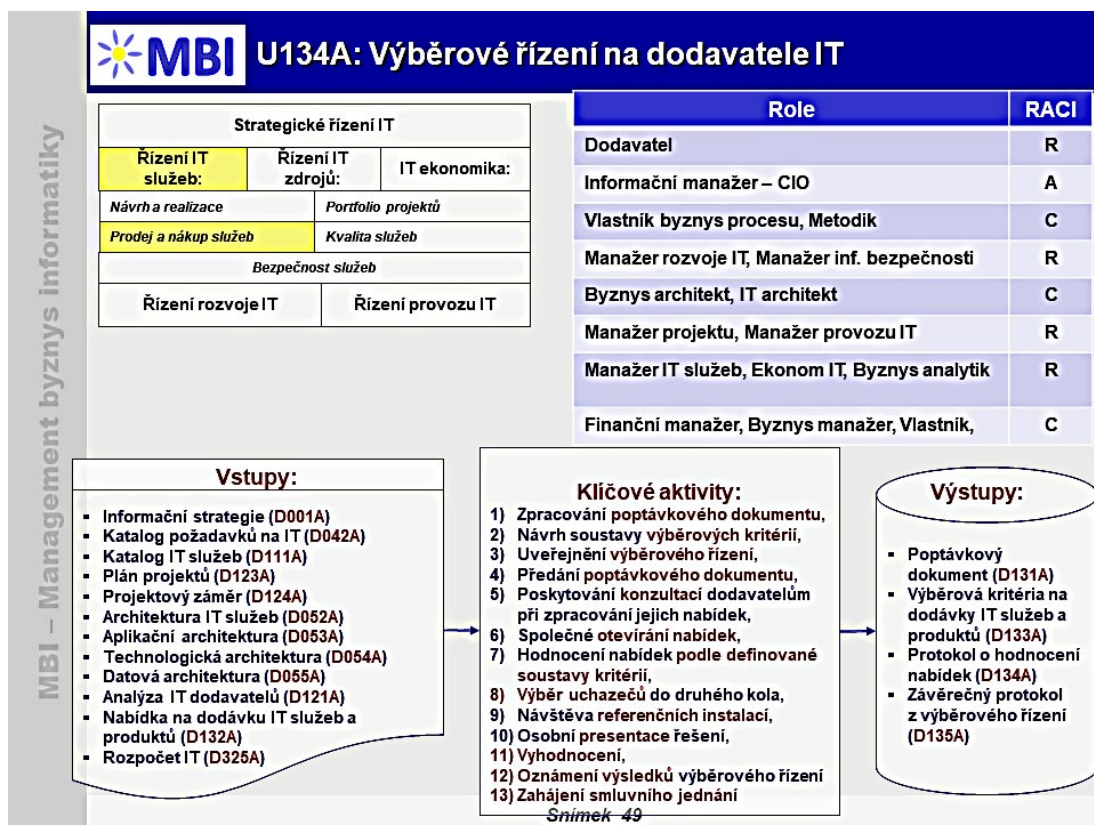 MBI
U134A: Výběrové řízení na dodavatele IT
MBI – Management byznys informatiky
Strategické řízení IT
Řízení IT
služeb:
Řízení IT
zdrojů:
IT ekonomika:
Návrh a realizace
Portfolio projektů
Prodej a nákup služeb
Kvalita služeb
Bezpečnost služeb
Řízení rozvoje IT
Řízení provozu IT
Role RACI
Dodavatel R
Informační manažer – CIO A
Vlastník byznys procesu, Metodik C
Manažer rozvoje IT, Manažer inf. bezpečnosti R
Byznys architekt, IT architekt C
Manažer projektu, Manažer provozu IT R
Manažer IT služeb, Ekonom IT, Byznys analytik R
Finanční manažer, Byznys manažer, Vlastník, C
Vstupy:
▪ Informační strategie (D001A)
▪ Katalog požadavků na IT (D042A)
▪ Katalog IT služeb (D111A)
▪ Plán projektů (D123A)
▪ Projektový záměr (D124A)
▪ Architektura IT služeb (D052A)
▪ Aplikační architektura (D053A)
▪ Technologická architektura (D054A)
▪ Datová architektura (D055A)
▪ Analýza IT dodavatelů (D121A)
▪ Nabídka na dodávku IT služeb a
produktů (D132A)
▪ Rozpočet IT (D325A)
Klíčové aktivity:
1) Zpracování poptávkového dokumentu,
2) Návrh soustavy výběrových kritérií,
3) Uveřejnění výběrového řízení,
4) Předání poptávkového dokumentu,
5) Poskytování konzultací dodavatelům
při zpracování jejich nabídek,
6) Společné otevírání nabídek,
7) Hodnocení nabídek podle definované
soustavy kritérií,
8) Výběr uchazečů do druhého kola,
9) Návštěva referenčních instalací,
10) Osobní presentace řešení,
11) Vyhodnocení,
12) Oznámení výsledků výběrového řízení
13) Zahájení smluvního jednání
Výstupy:
▪ Poptávkový
dokument (D131A)
▪ Výběrová kritéria na
dodávky IT služeb a
produktů (D133A)
▪ Protokol o hodnocení
nabídek (D134A)
▪ Závěrečný protokol
z výběrového řízení
(D135A)
Snímek 49